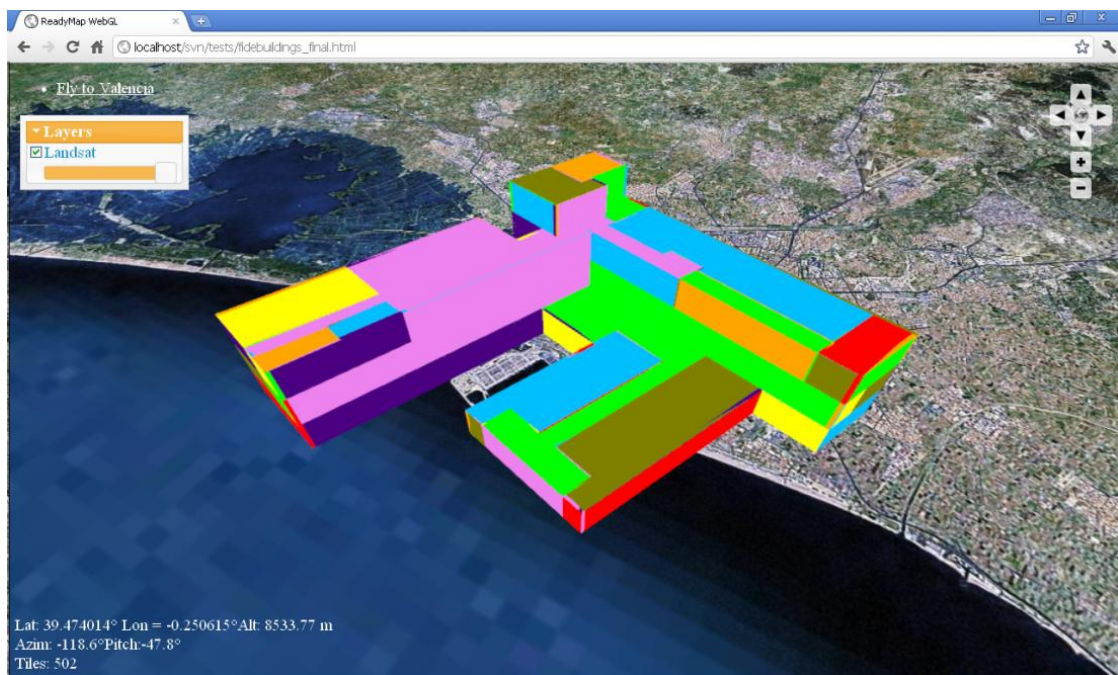 ReadyMap WebGL
localhost/svn/tests/fidebuildings_final.html
Fly to Valencia
Layers
Landsat
Lat: 39.474014° Lon = -0.250615°Alt: 8533.77 m
Azim: -118.6°Pitch:-47.8°
Tiles: 502